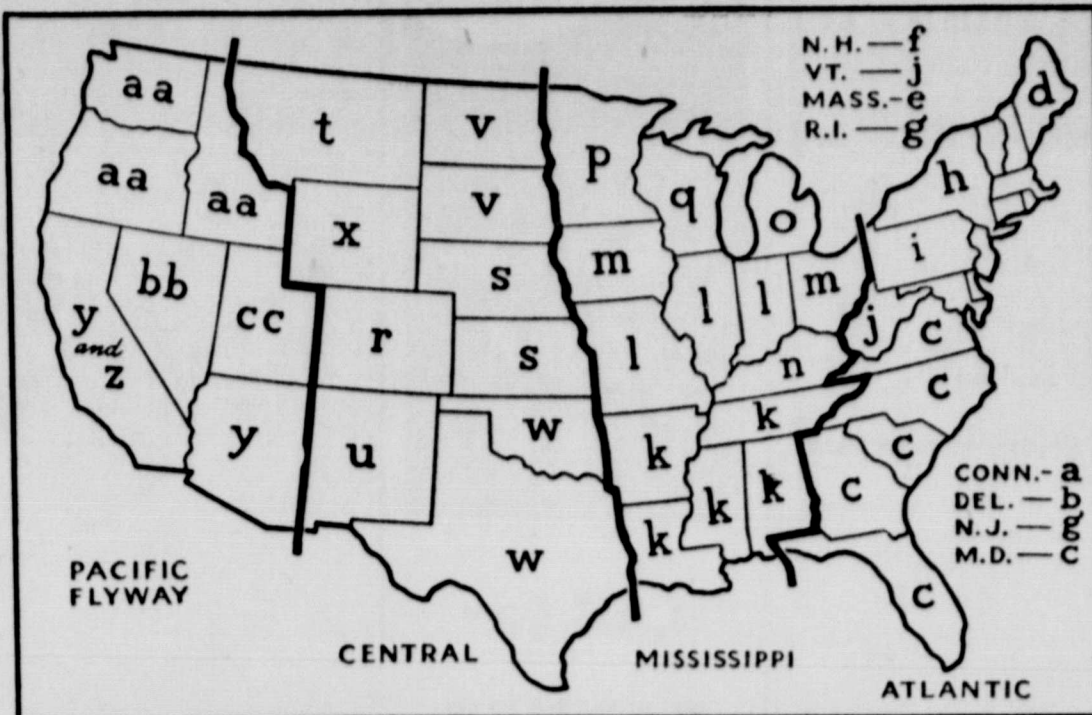 N.H.—f
VT.—j
MASS.-e
R.I.—g
aa
t
v
d
aa
aa
p
h
v
q
x
o
i
bb
s
m
y
and
z
cc
l
l
m
j
c
r
s
l
n
c
w
k
y
u
k
c
k
k
c
CONN.-a
DEL.—b
N.J.—g
M.D.—c
k
w
c
PACIFIC
FLYWAY
CENTRAL
MISSISSIPPI
ATLANTIC